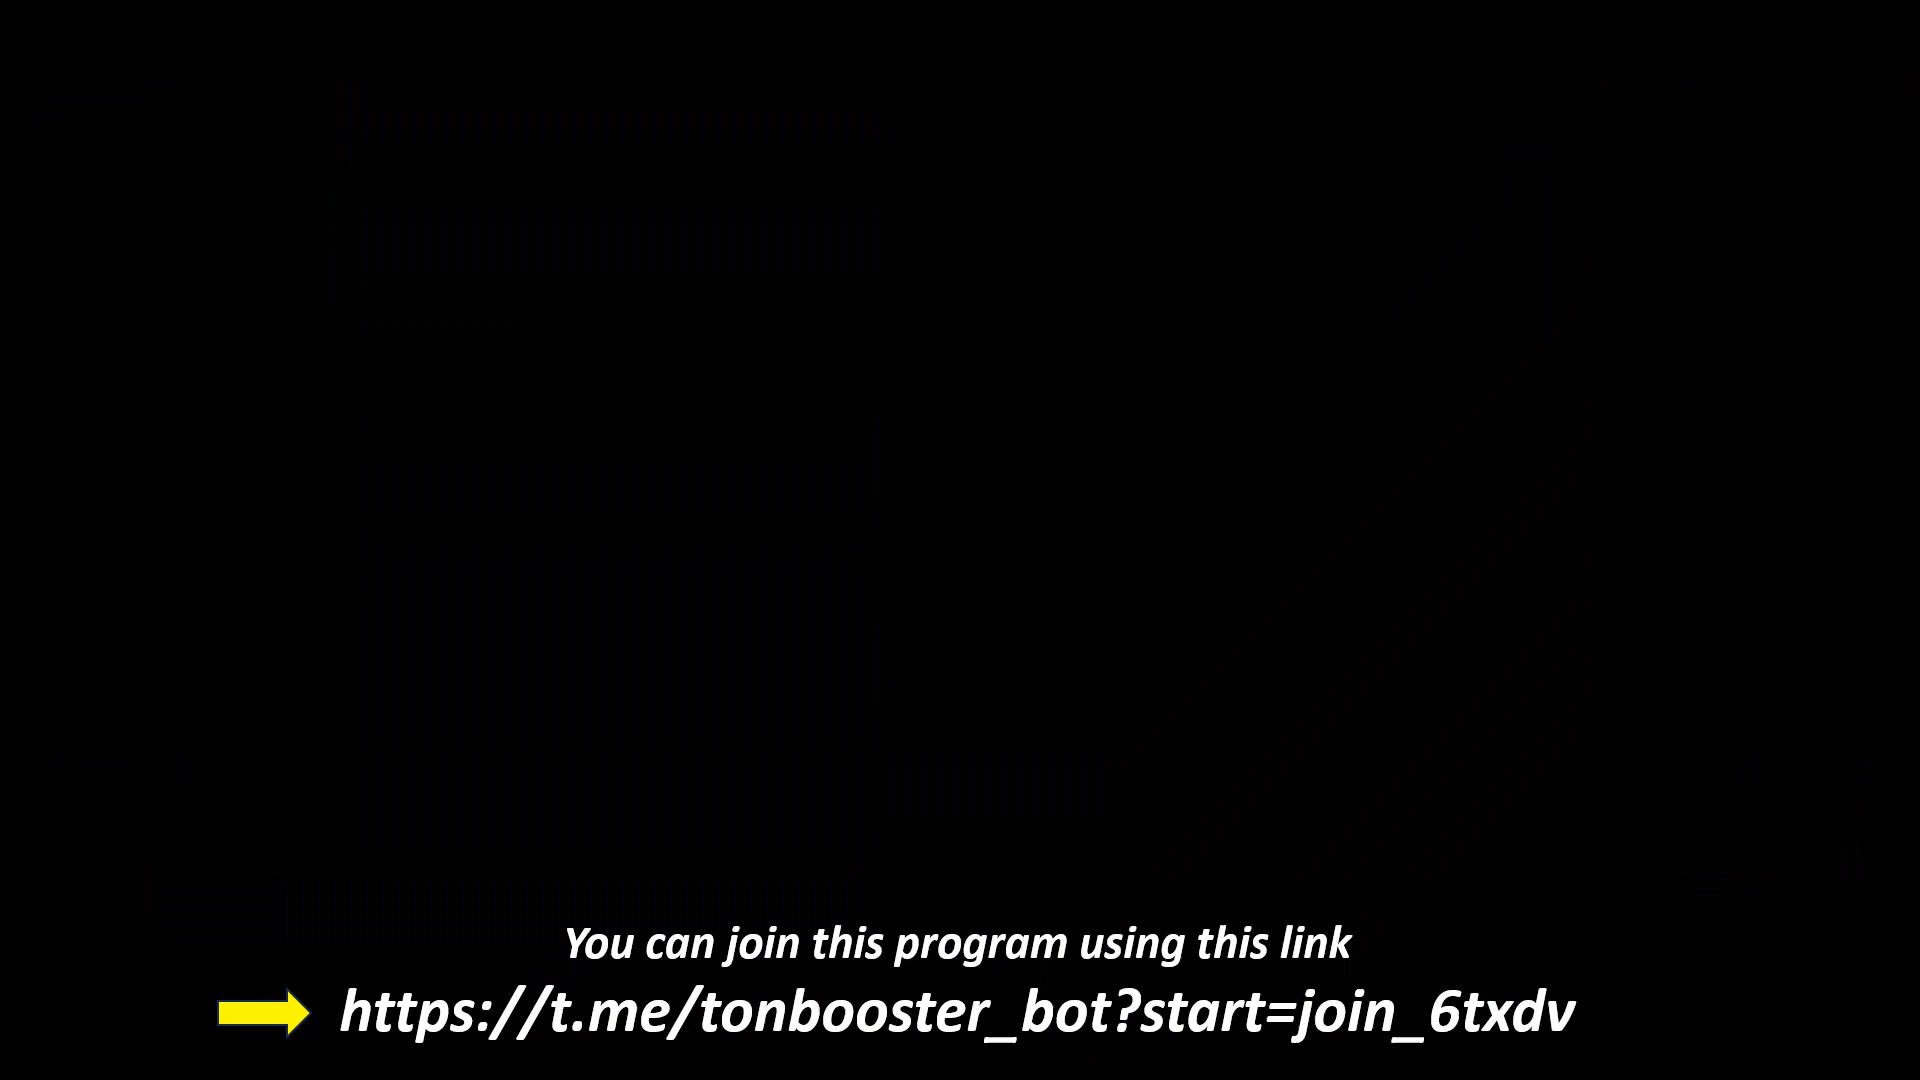 You can join this program using this link
https://t.me/tonbooster_bot?start=join_6txdv